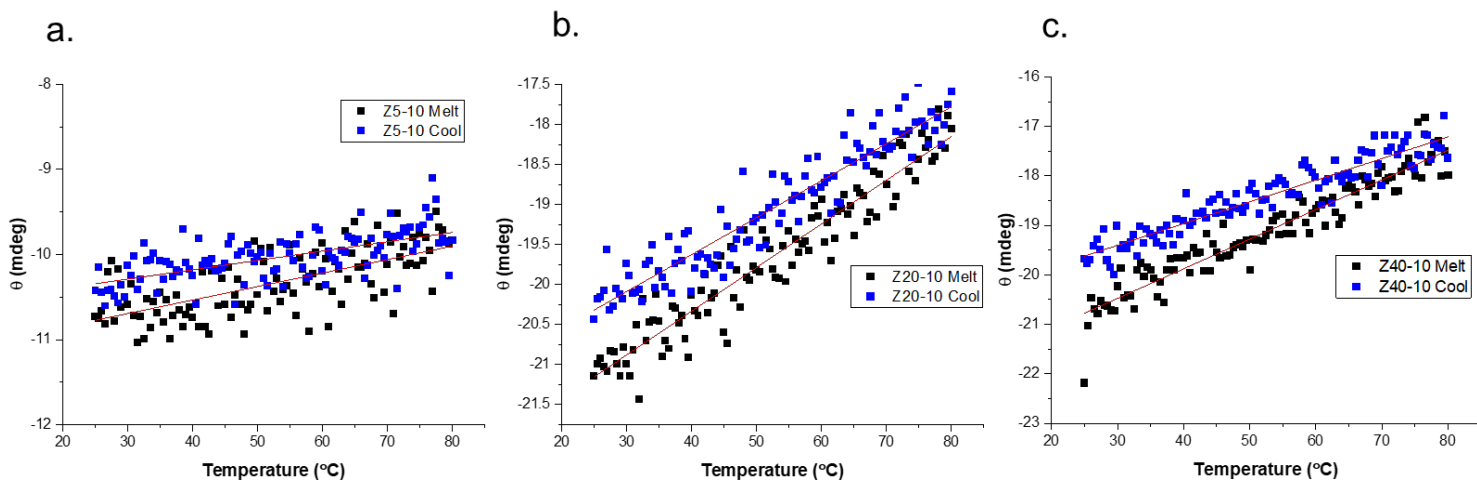 a.
θ (mdeg)
-8
-9
-10
-11
-12
20
30
40
50
60
70
80
Temperature (°C)
Z5-10 Melt
Z5-10 Cool
b.
θ (mdeg)
-17.5
-18
-18.5
-19
-19.5
-20
-20.5
-21
-21.5
20
30
40
50
60
70
80
Temperature (°C)
Z20-10 Melt
Z20-10 Cool
c.
θ (mdeg)
-16
-17
-18
-19
-20
-21
-22
-23
20
30
40
50
60
70
80
Temperature (°C)
Z40-10 Melt
Z40-10 Cool